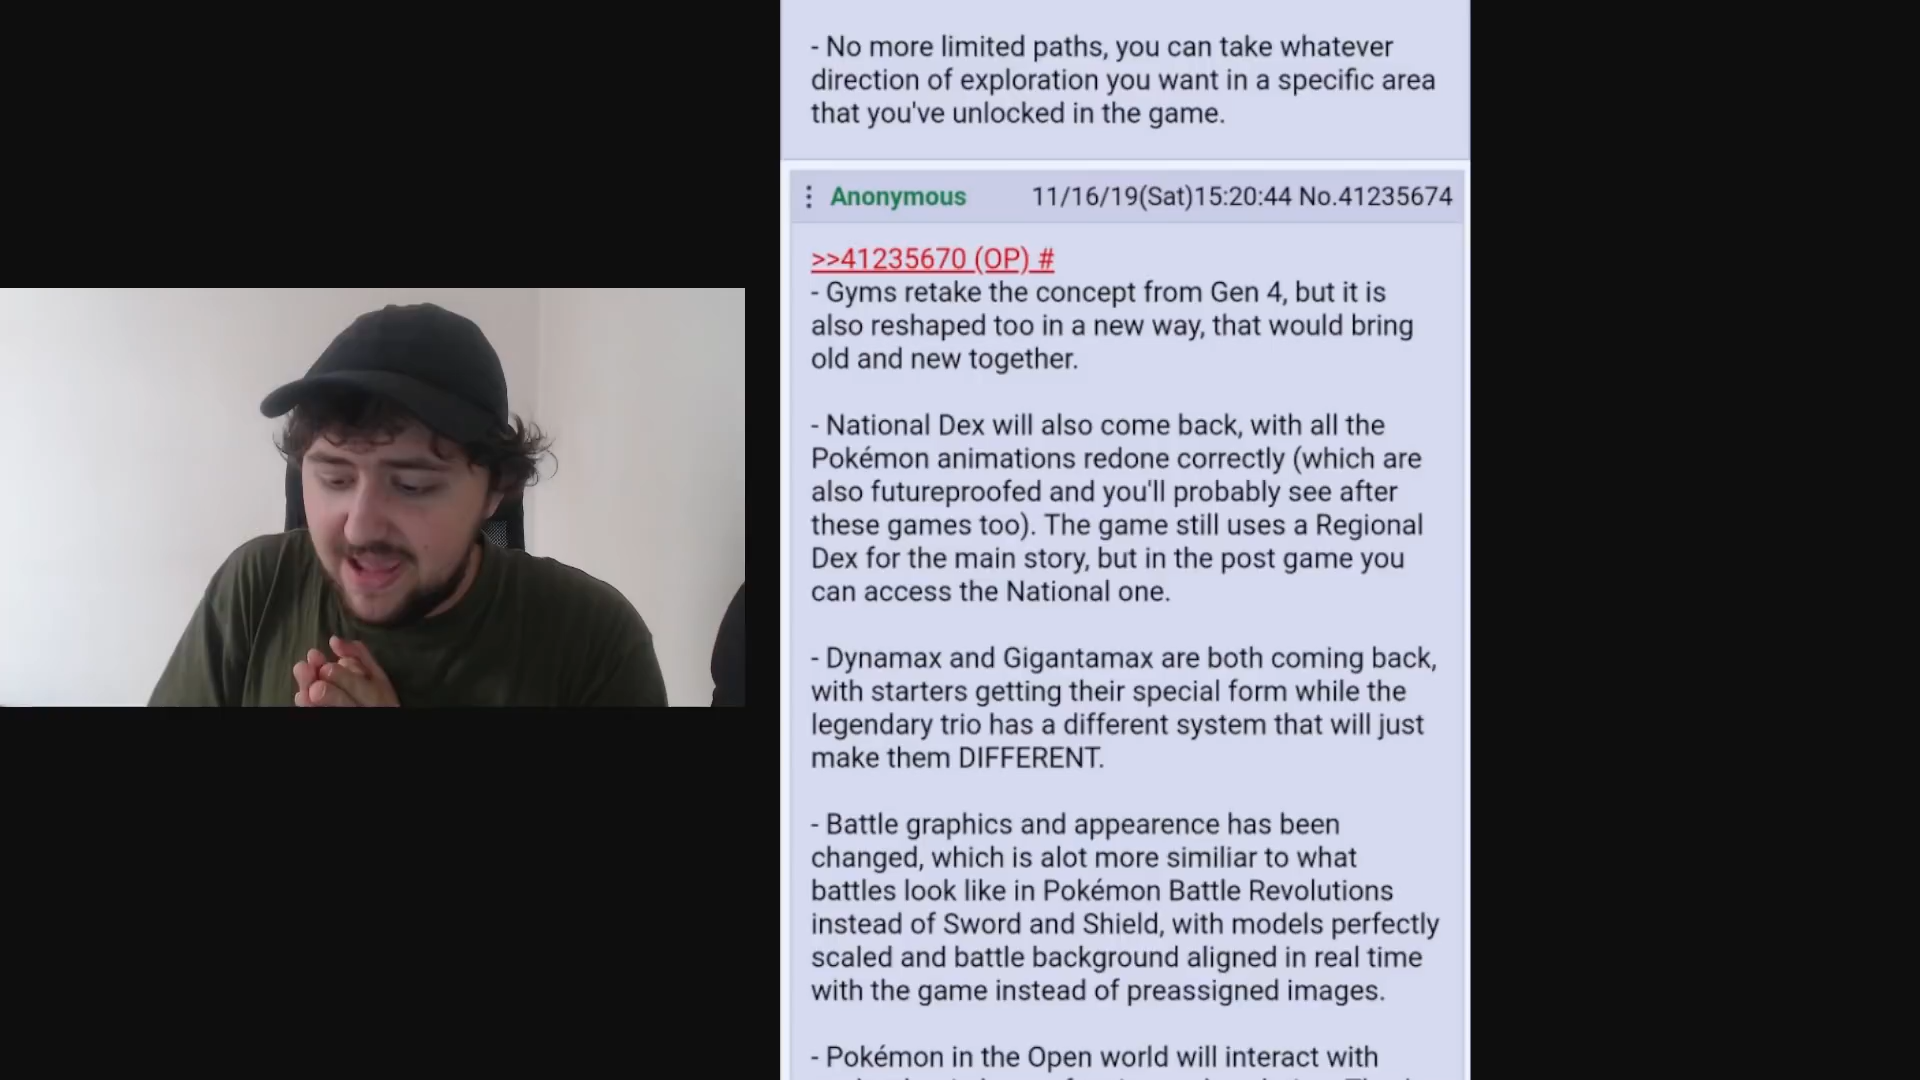 - No more limited paths, you can take whatever
direction of exploration you want in a specific area
that you've unlocked in the game.
Anonymous 11/16/19(Sat)15:20:44 No.41235674
>>41235670 (OP) #
- Gyms retake the concept from Gen 4, but it is
also reshaped too in a new way, that would bring
old and new together.
- National Dex will also come back, with all the
Pokémon animations redone correctly (which are
also futureproofed and you'll probably see after
these games too). The game still uses a Regional
Dex for the main story, but in the post game you
can access the National one.
- Dynamax and Gigantamax are both coming back,
with starters getting their special form while the
legendary trio has a different system that will just
make them DIFFERENT.
- Battle graphics and appearence has been
changed, which is alot more similiar to what
battles look like in Pokémon Battle Revolutions
instead of Sword and Shield, with models perfectly
scaled and battle background aligned in real time
with the game instead of preassigned images.
- Pokémon in the Open world will interact with